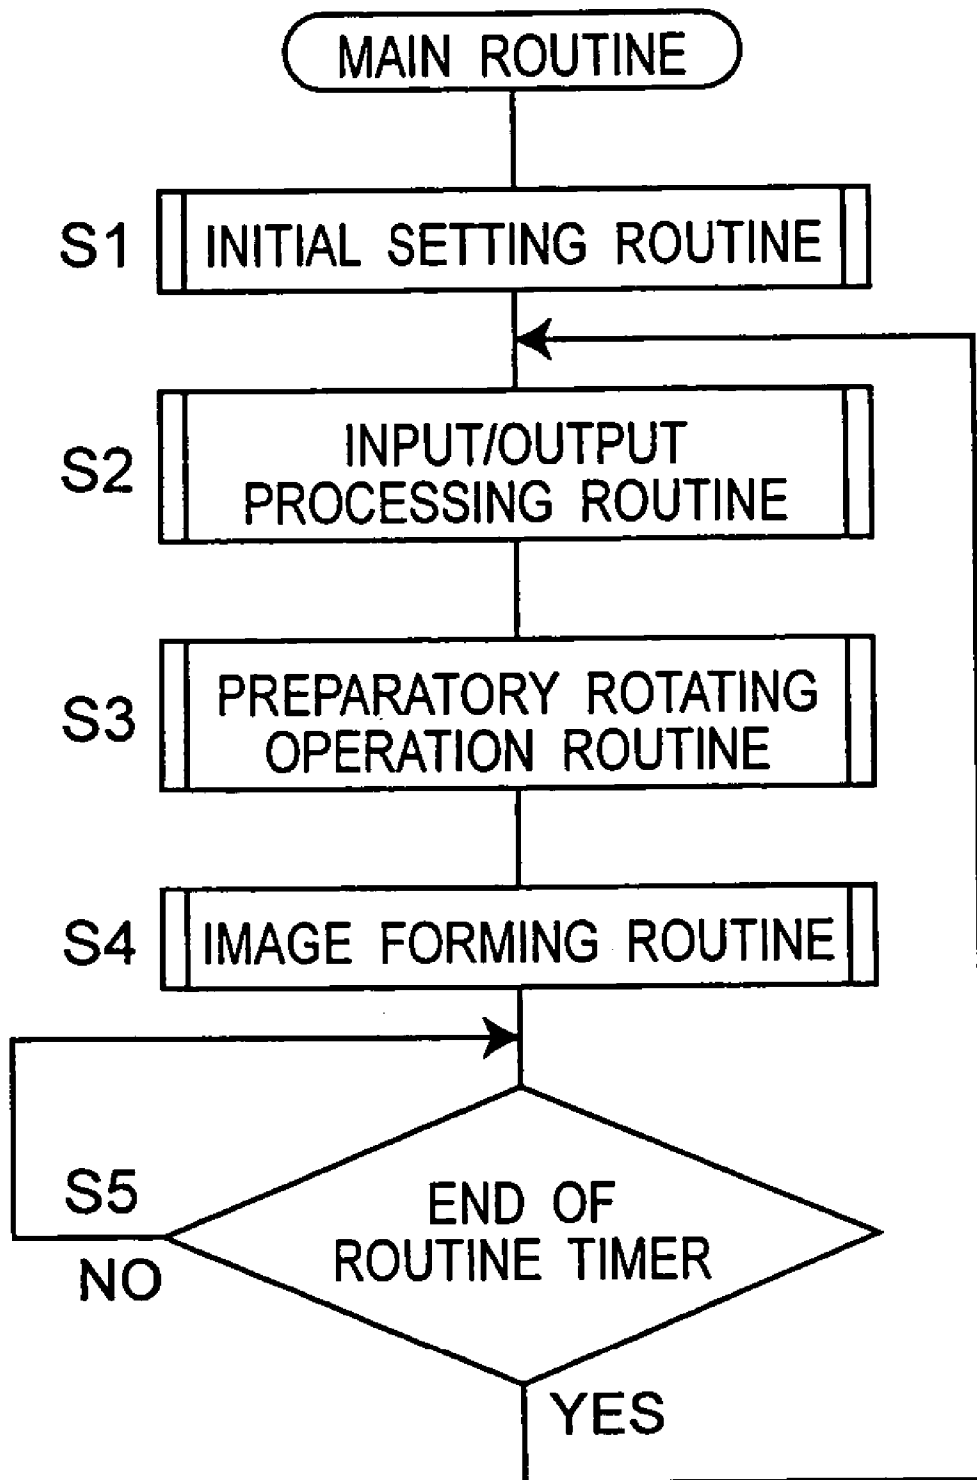 MAIN ROUTINE
S1
INITIAL SETTING ROUTINE
S2
INPUT/OUTPUT
PROCESSING ROUTINE
S3
PREPARATORY ROTATING
OPERATION ROUTINE
S4
IMAGE FORMING ROUTINE
S5
END OF
ROUTINE TIMER
NO
YES